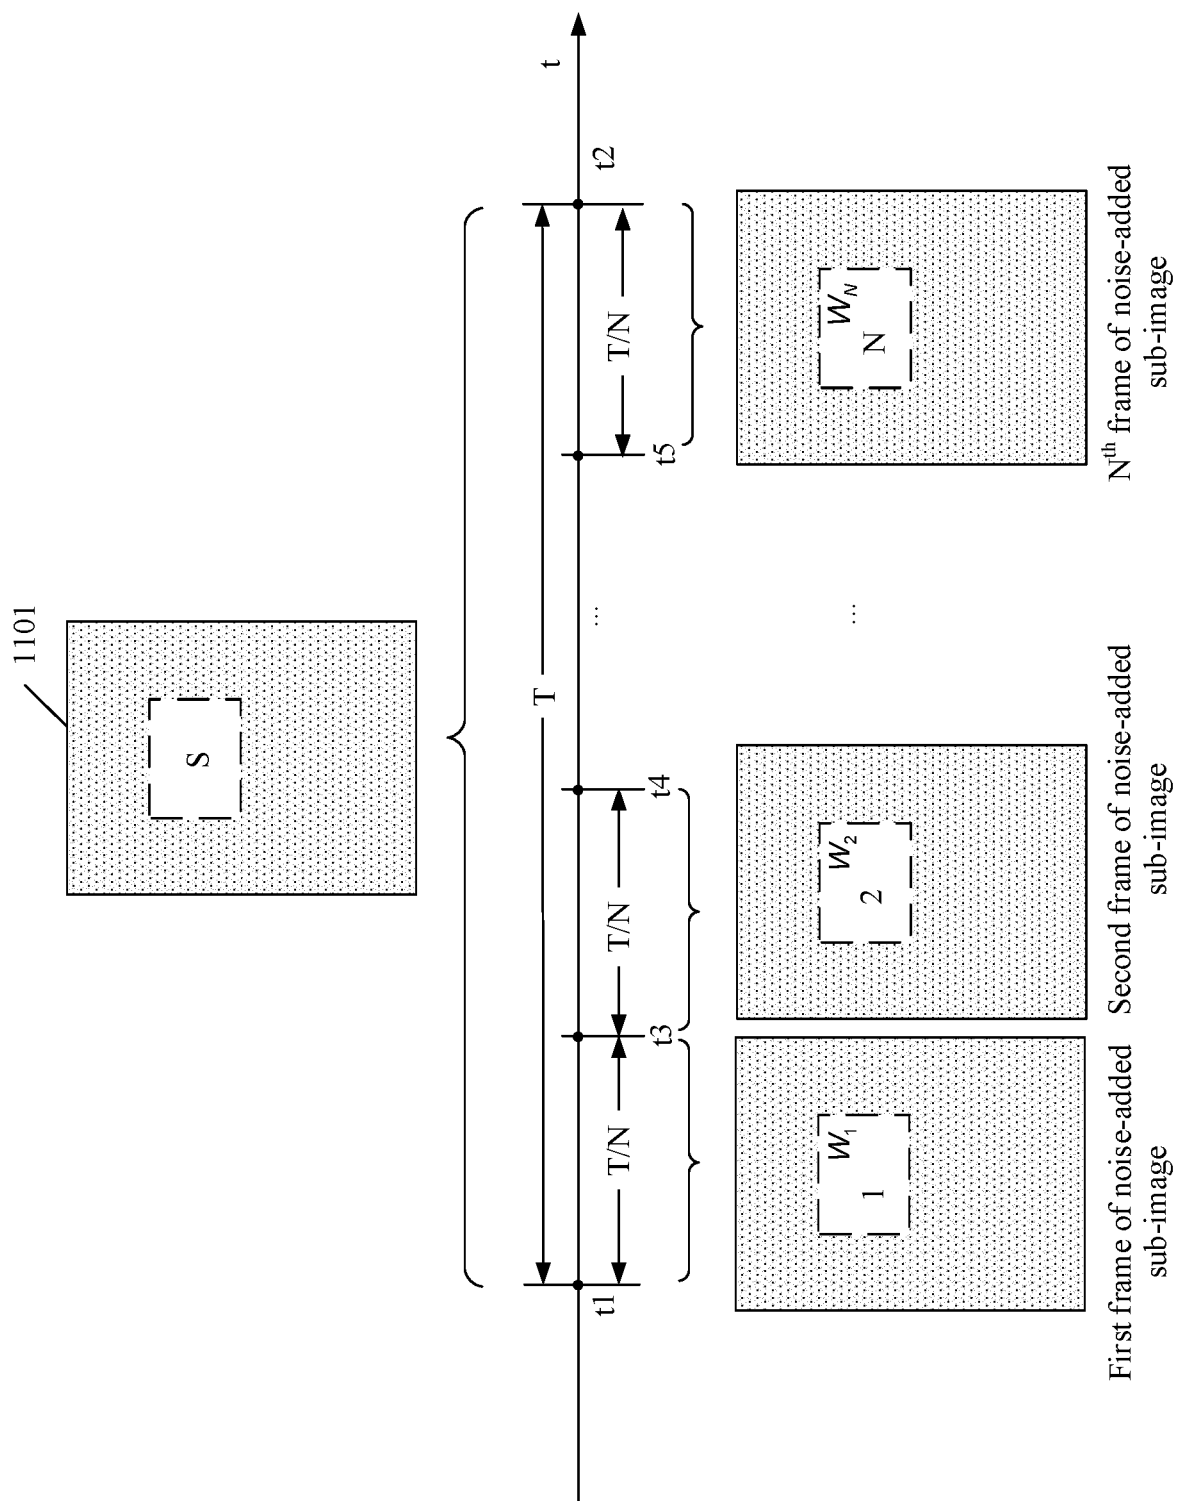 1101
S
T
t
t1
t3
t4
t5
t2
T/N
T/N
...
T/N
W1
1
W2
2
...
WN
N
First frame of noise-added
sub-image
Second frame of noise-added
sub-image
Nth frame of noise-added
sub-image